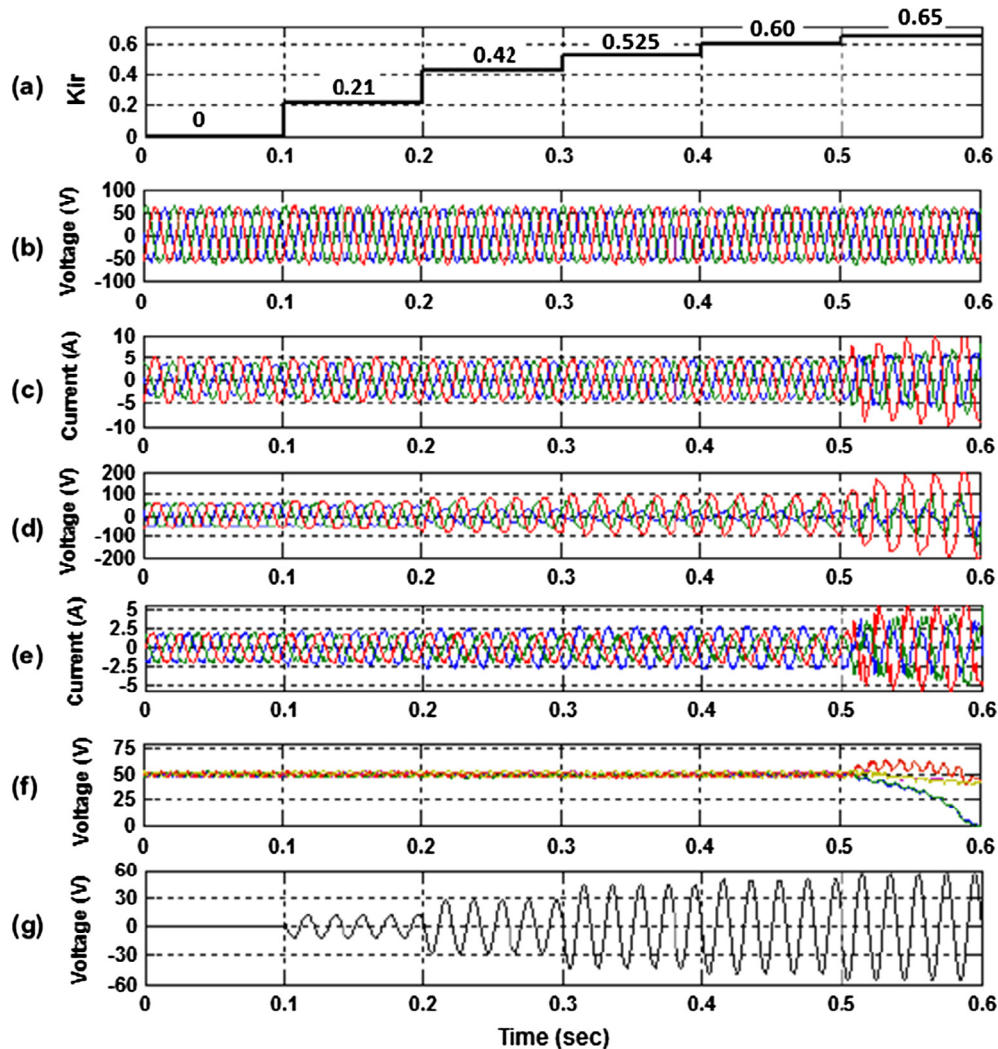 0 0.21 0.42 0.525 0.60 0.65
(a) Kir
0.6
0.4
0.2
0
0 0.1 0.2 0.3 0.4 0.5 0.6
(b) Voltage (V)
100
50
0
-50
-100
0 0.1 0.2 0.3 0.4 0.5 0.6
(c) Current (A)
10
5
0
-5
-10
0 0.1 0.2 0.3 0.4 0.5 0.6
(d) Voltage (V)
200
100
0
-100
-200
0 0.1 0.2 0.3 0.4 0.5 0.6
(e) Current (A)
5
2.5
0
-2.5
-5
0 0.1 0.2 0.3 0.4 0.5 0.6
(f) Voltage (V)
75
50
25
0
0 0.1 0.2 0.3 0.4 0.5 0.6
(g) Voltage (V)
60
30
0
-30
-60
0 0.1 0.2 0.3 0.4 0.5 0.6
Time (sec)